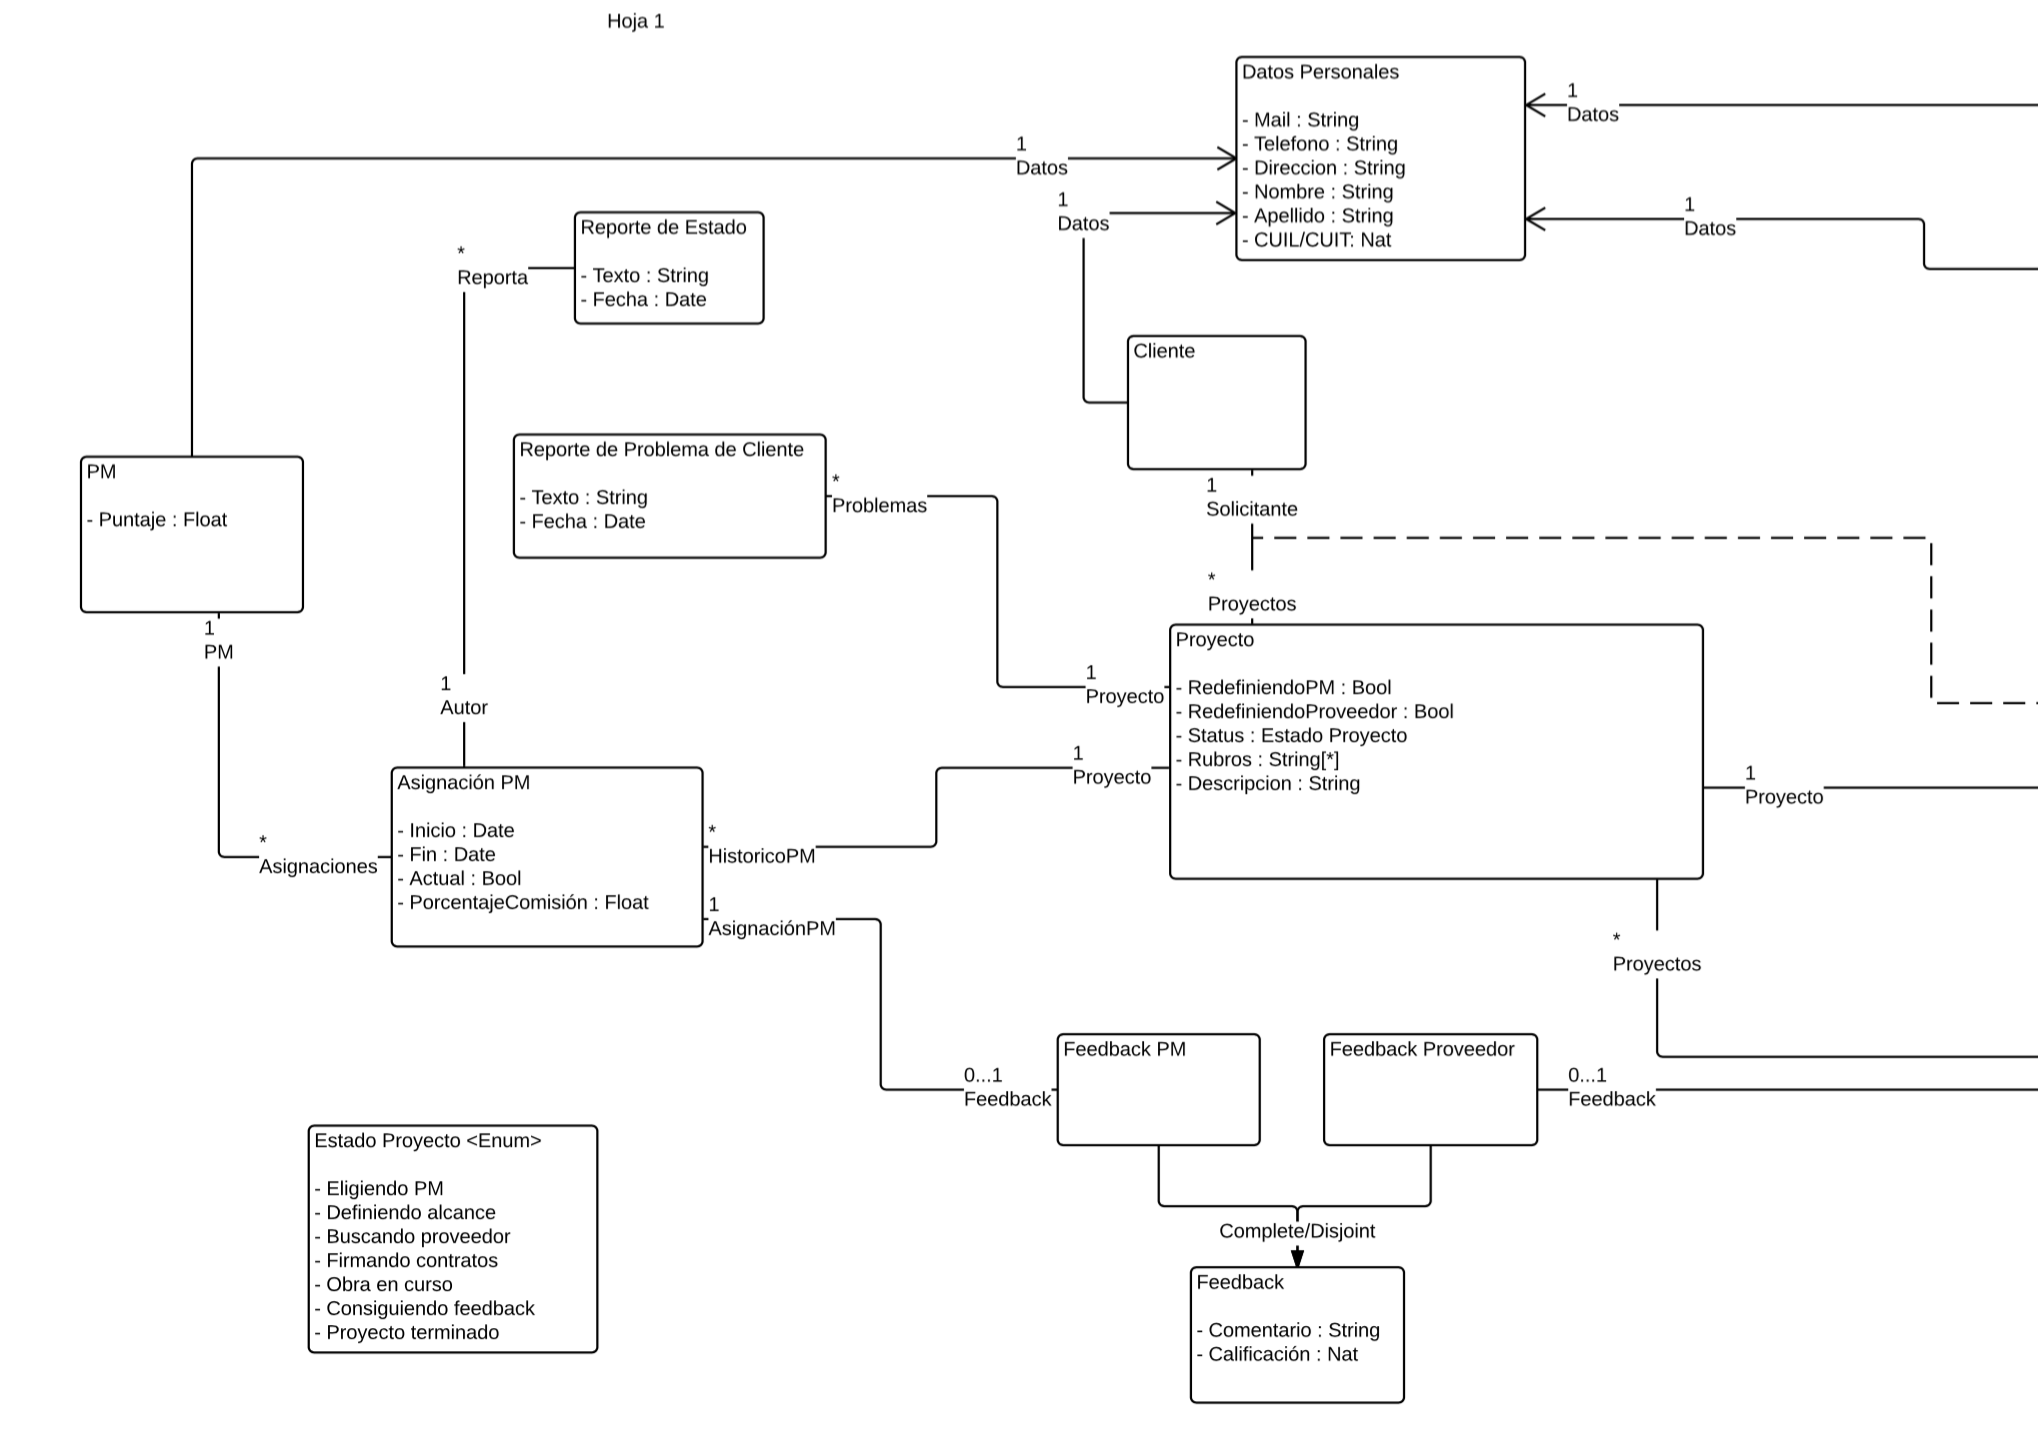 Hoja 1
Datos Personales
- Mail : String
- Telefono : String
- Direccion : String
- Nombre : String
- Apellido : String
- CUIL/CUIT: Nat
1
Datos
1
Datos
1
Datos
1
Datos
Reporte de Estado
- Texto : String
- Fecha : Date
*
Reporta
Cliente
Reporte de Problema de Cliente
- Texto : String
- Fecha : Date
*
Problemas
PM
- Puntaje : Float
1
Solicitante
*
Proyectos
1
PM
Proyecto
- RedefiniendoPM : Bool
- RedefiniendoProveedor : Bool
- Status : Estado Proyecto
- Rubros : String[*]
- Descripcion : String
1
Proyecto
1
Autor
1
Proyecto
1
Proyecto
Asignación PM
- Inicio : Date
- Fin : Date
- Actual : Bool
- PorcentajeComisión : Float
*
Asignaciones
*
HistoricoPM
1
AsignaciónPM
*
Proyectos
Feedback PM
Feedback Proveedor
0...1
Feedback
0...1
Feedback
Estado Proyecto <Enum>
- Eligiendo PM
- Definiendo alcance
- Buscando proveedor
- Firmando contratos
- Obra en curso
- Consiguiendo feedback
- Proyecto terminado
Complete/Disjoint
Feedback
- Comentario : String
- Calificación : Nat